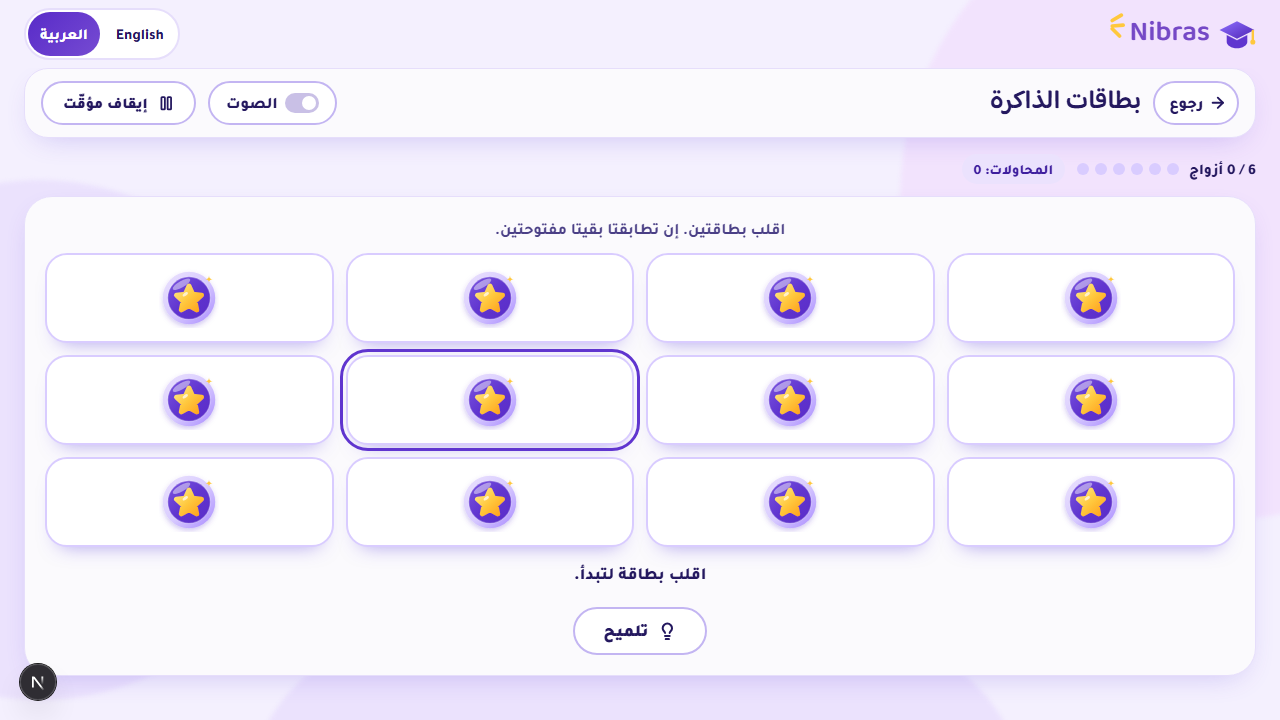 Nibras
English
العربية
رجوع
بطاقات الذاكرة
الصوت
إيقاف مؤقّت
6 / 0 أزواج
المحاولات: 0
اقلب بطاقتين. إن تطابقتا بقيتا مفتوحتين.
اقلب بطاقة لتبدأ.
تلميح
N